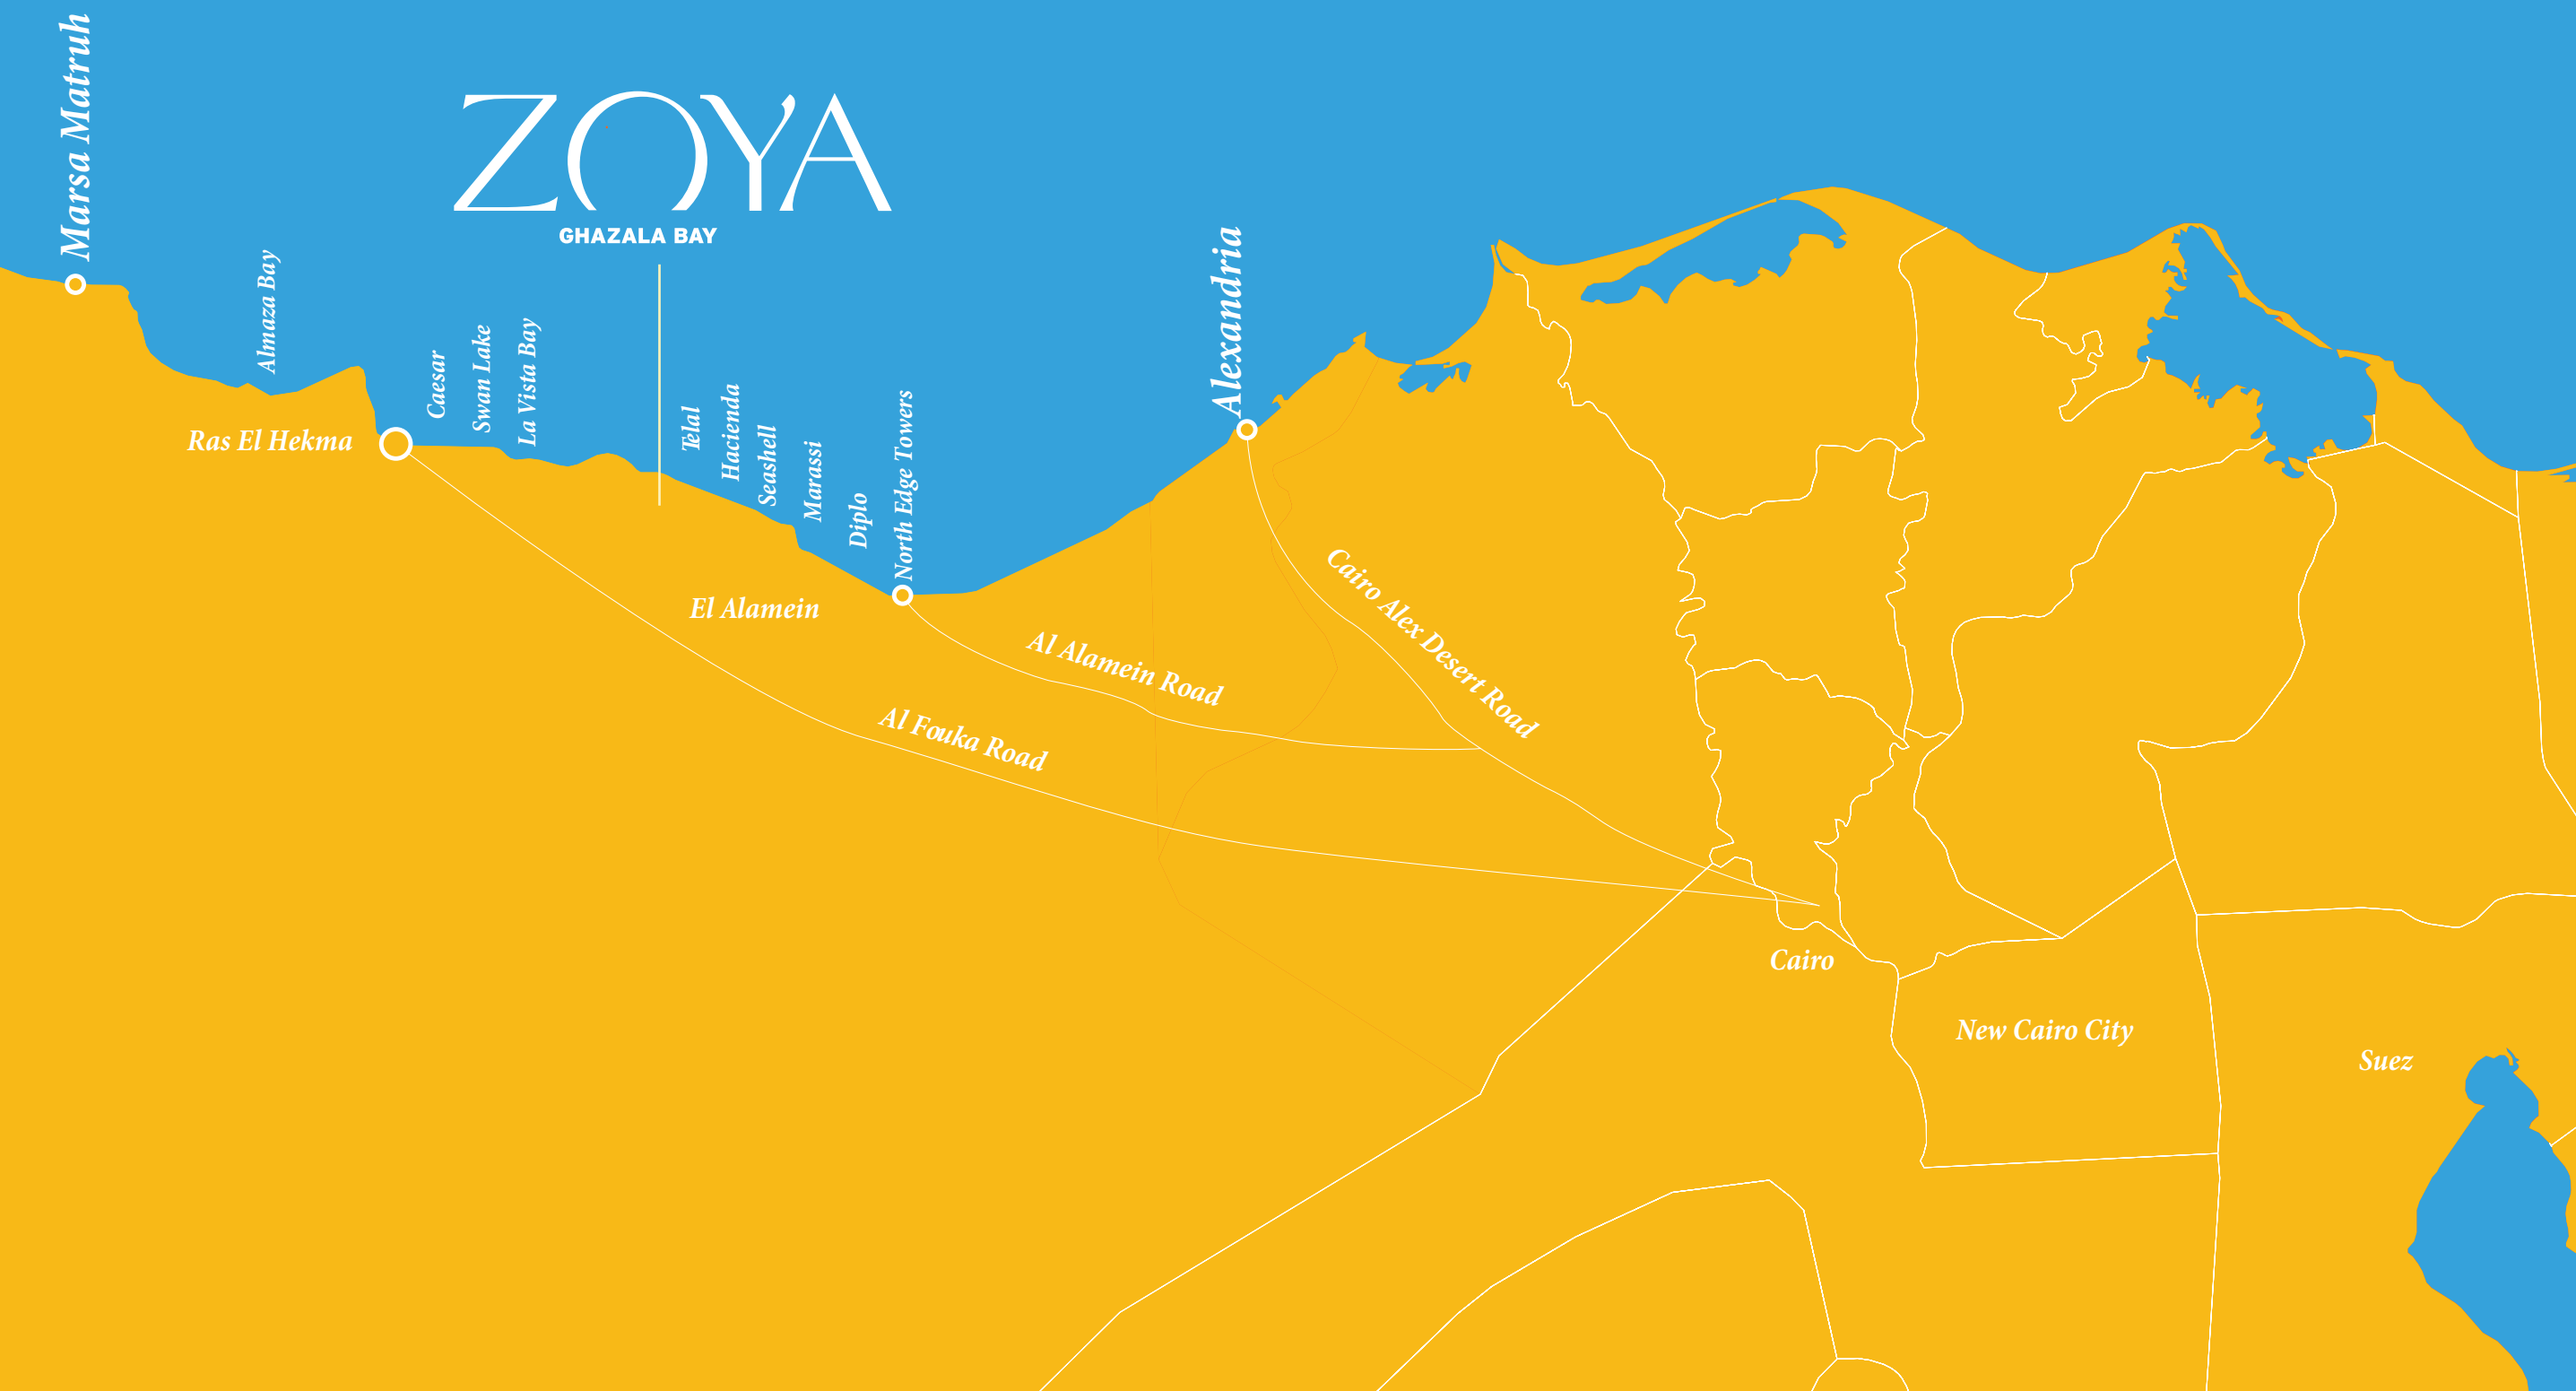 Marsa Matruh
ZOYA
GHAZALA BAY
Almaza Bay
Ras El Hekma
Caesar
Swan Lake
La Vista Bay
Telal
Hacienda
Seashell
Marassi
Diplo
North Edge Towers
Alexandria
El Alamein
Al Alamein Road
Al Fouka Road
Cairo Alex Desert Road
Cairo
New Cairo City
Suez